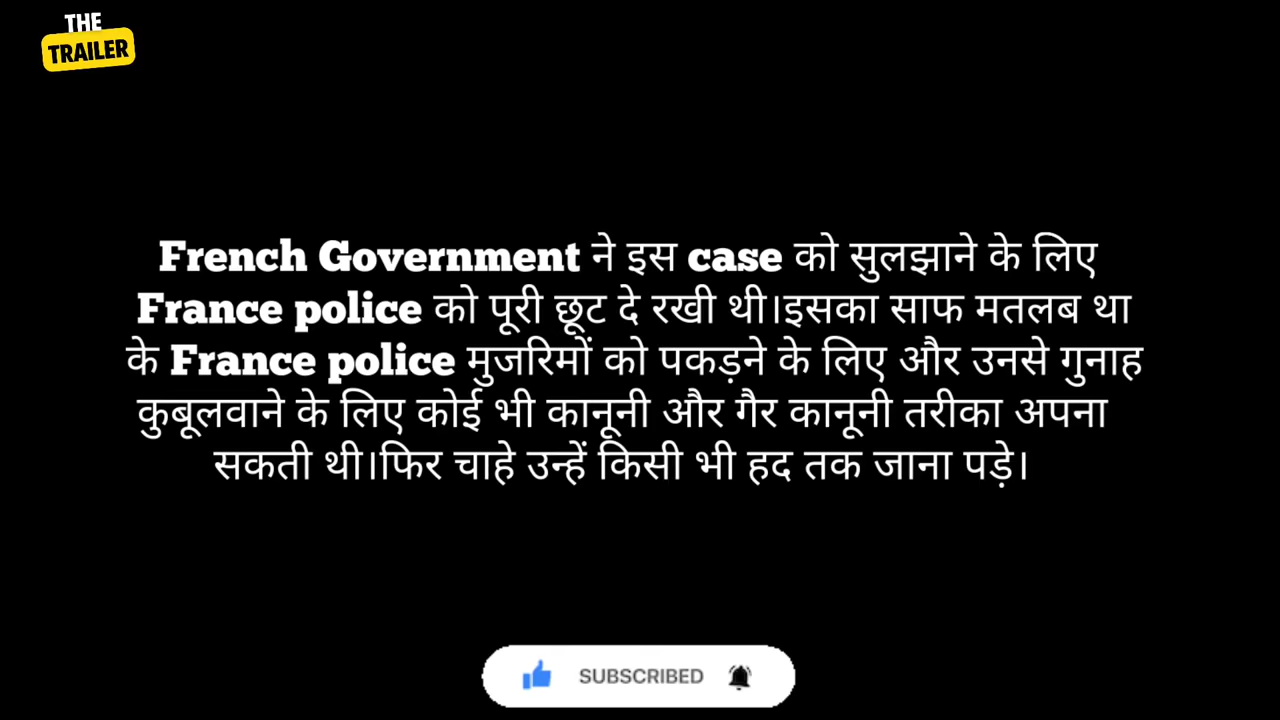 THE
TRAILER
French Government ने इस case को सुलझाने के लिए
France police को पूरी छूट दे रखी थी।इसका साफ मतलब था
के France police मुजरिमों को पकड़ने के लिए और उनसे गुनाह
कुबूलवाने के लिए कोई भी कानूनी और गैर कानूनी तरीका अपना
सकती थी।फिर चाहे उन्हें किसी भी हद तक जाना पड़े।
SUBSCRIBED